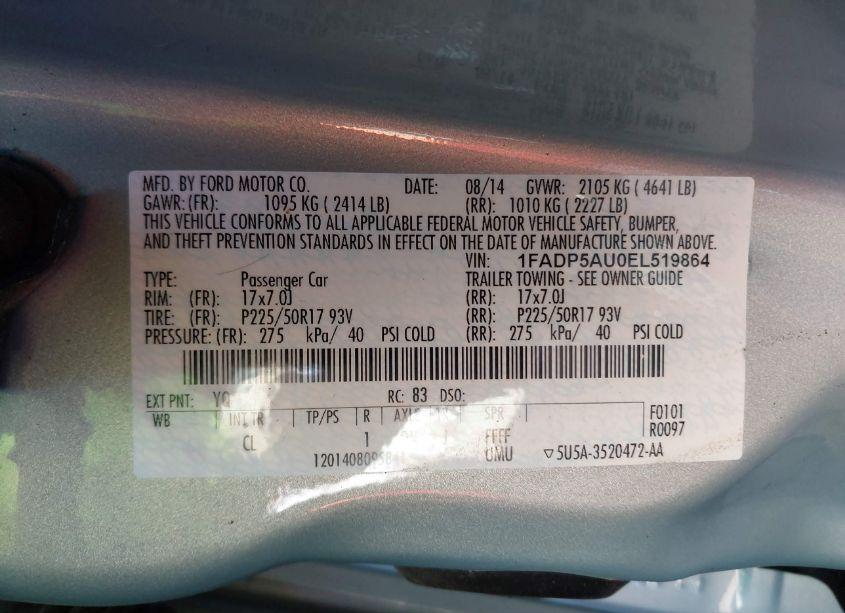 MFD. BY FORD MOTOR CO. DATE: 08/14 GVWR: 2105 KG ( 4641 LB)
GAWR: (FR): 1095 KG ( 2414 LB) (RR): 1010 KG ( 2227 LB)
THIS VEHICLE CONFORMS TO ALL APPLICABLE FEDERAL MOTOR VEHICLE SAFETY, BUMPER,
AND THEFT PREVENTION STANDARDS IN EFFECT ON THE DATE OF MANUFACTURE SHOWN ABOVE.
VIN: 1FADP5AU0EL519864
TYPE: Passenger Car TRAILER TOWING - SEE OWNER GUIDE
RIM: (FR): 17x7.0J (RR): 17x7.0J
TIRE: (FR): P225/50R17 93V (RR): P225/50R17 93V
PRESSURE: (FR): 275 kPa/ 40 PSI COLD (RR): 275 kPa/ 40 PSI COLD
EXT PNT: RC: 83 DSO:
WB INT TR TP/PS R AXLE SPR F0101
CL 1 FFFF R0097
UMU 5U5A-3520472-AA